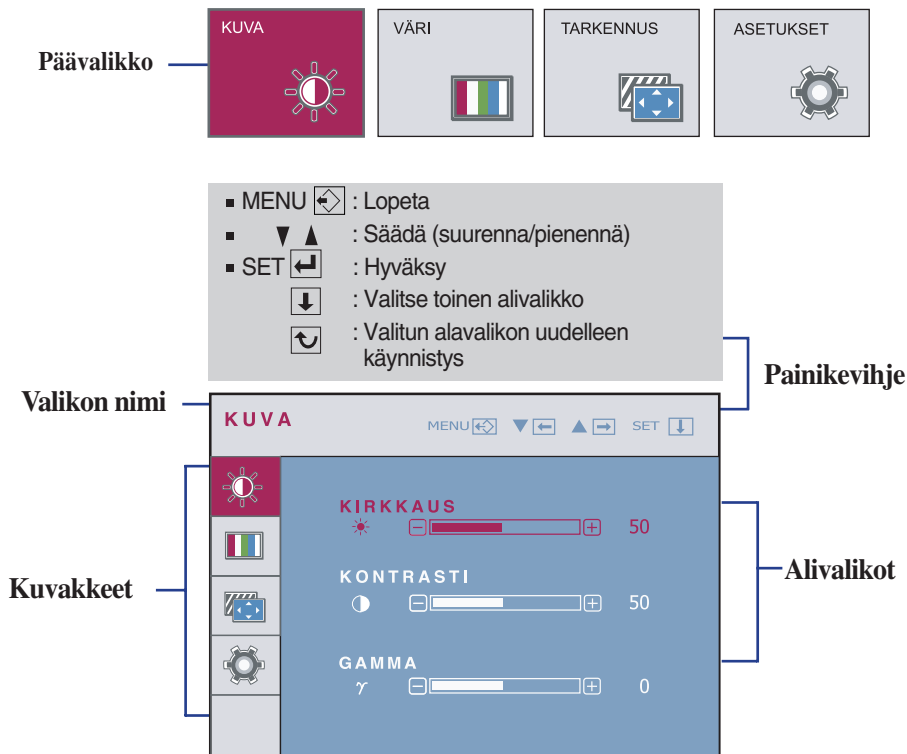 KUVA
VÄRI
TARKENNUS
ASETUKSET
Päävalikko
MENU : Lopeta
▼ ▲ : Säädä (suurenna/pienennä)
SET : Hyväksy
: Valitse toinen alivalikko
: Valitun alavalikon uudelleen
käynnistys
Painikevihje
Valikon nimi
KUVA
MENU ▼ ▲ SET
KIRKKAUS
50
Kuvakkeet
KONTRASTI
50
Alivalikot
GAMMA
γ 0